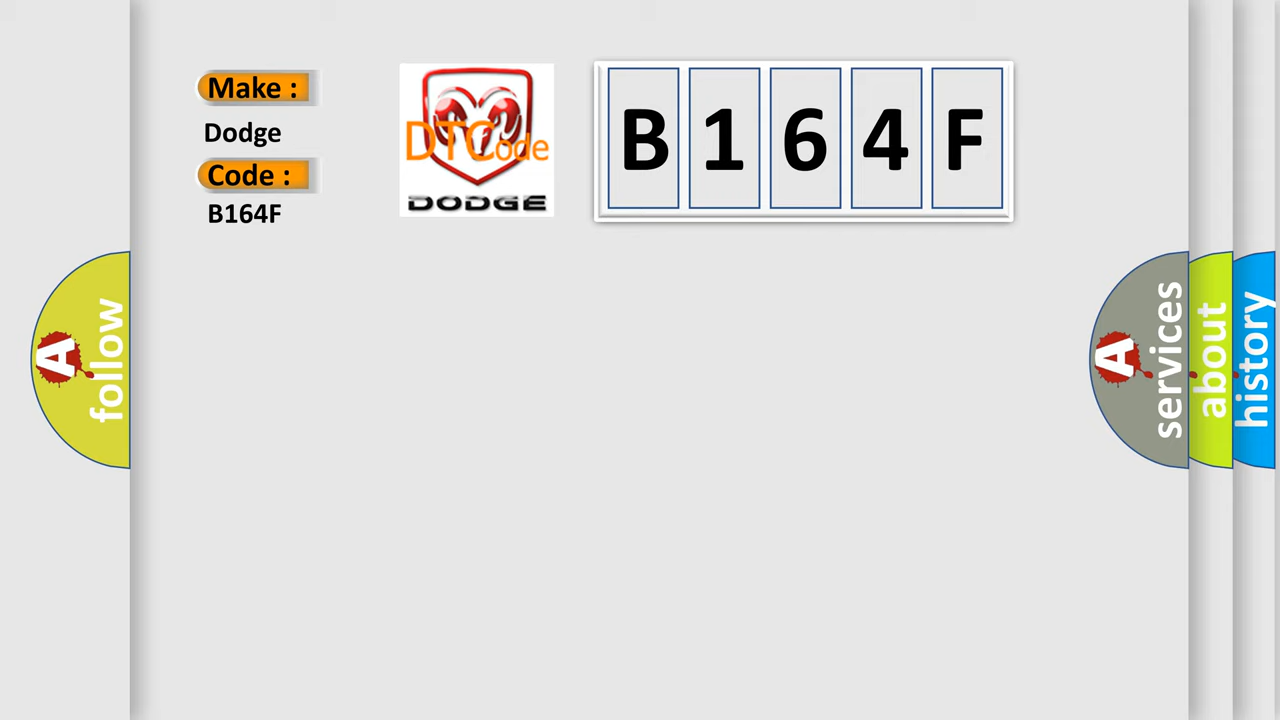 Make :
Dodge
Code :
B164F
DTCode
DODGE
B 1 6 4 F
A follow
A services
about
history